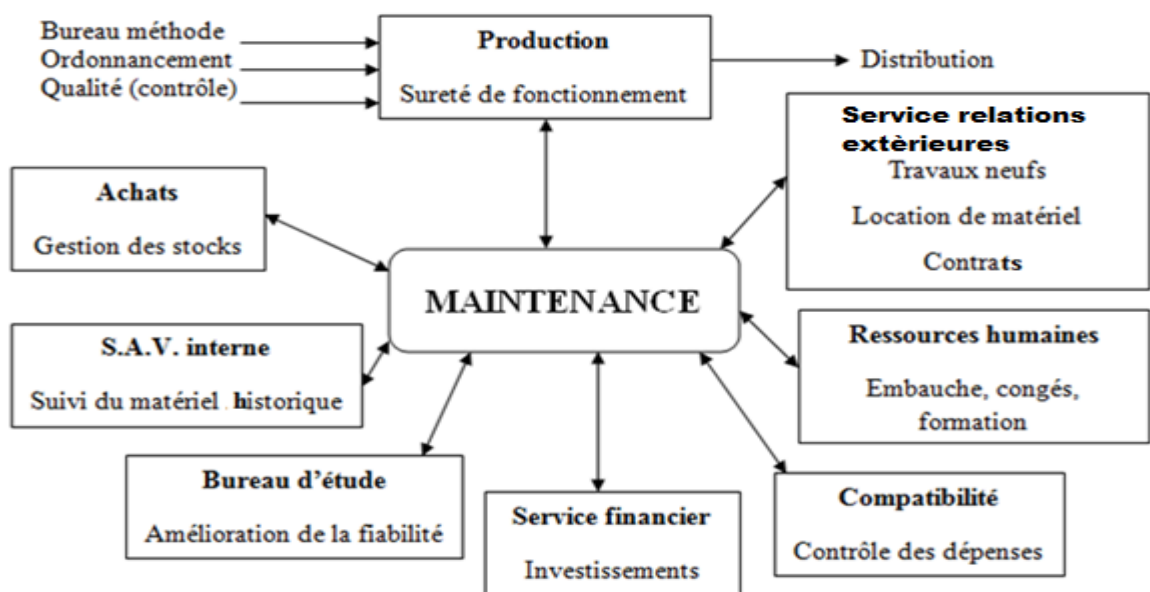 Bureau méthode
Ordonnancement
Qualité (contrôle)
Production
Sureté de fonctionnement
Distribution
Service relations
extèrieures
Travaux neufs
Location de matériel
Contrats
Achats
Gestion des stocks
MAINTENANCE
S.A.V. interne
Suivi du matériel . historique
Ressources humaines
Embauche, congés,
formation
Bureau d’étude
Amélioration de la fiabilité
Service financier
Investissements
Compatibilité
Contrôle des dépenses